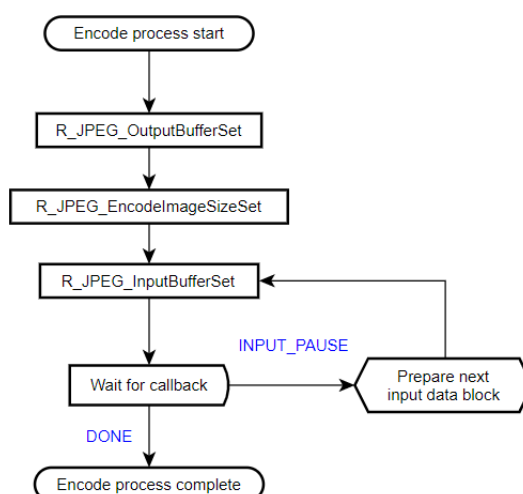 Encode process start
R_JPEG_OutputBufferSet
R_JPEG_EncodeImageSizeSet
R_JPEG_InputBufferSet
INPUT_PAUSE
Wait for callback
Prepare next
input data block
DONE
Encode process complete